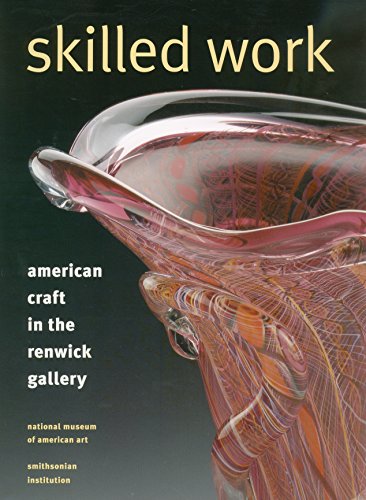 skilled work
american
craft
in the
renwick
gallery
national museum
of american art
smithsonian
institution